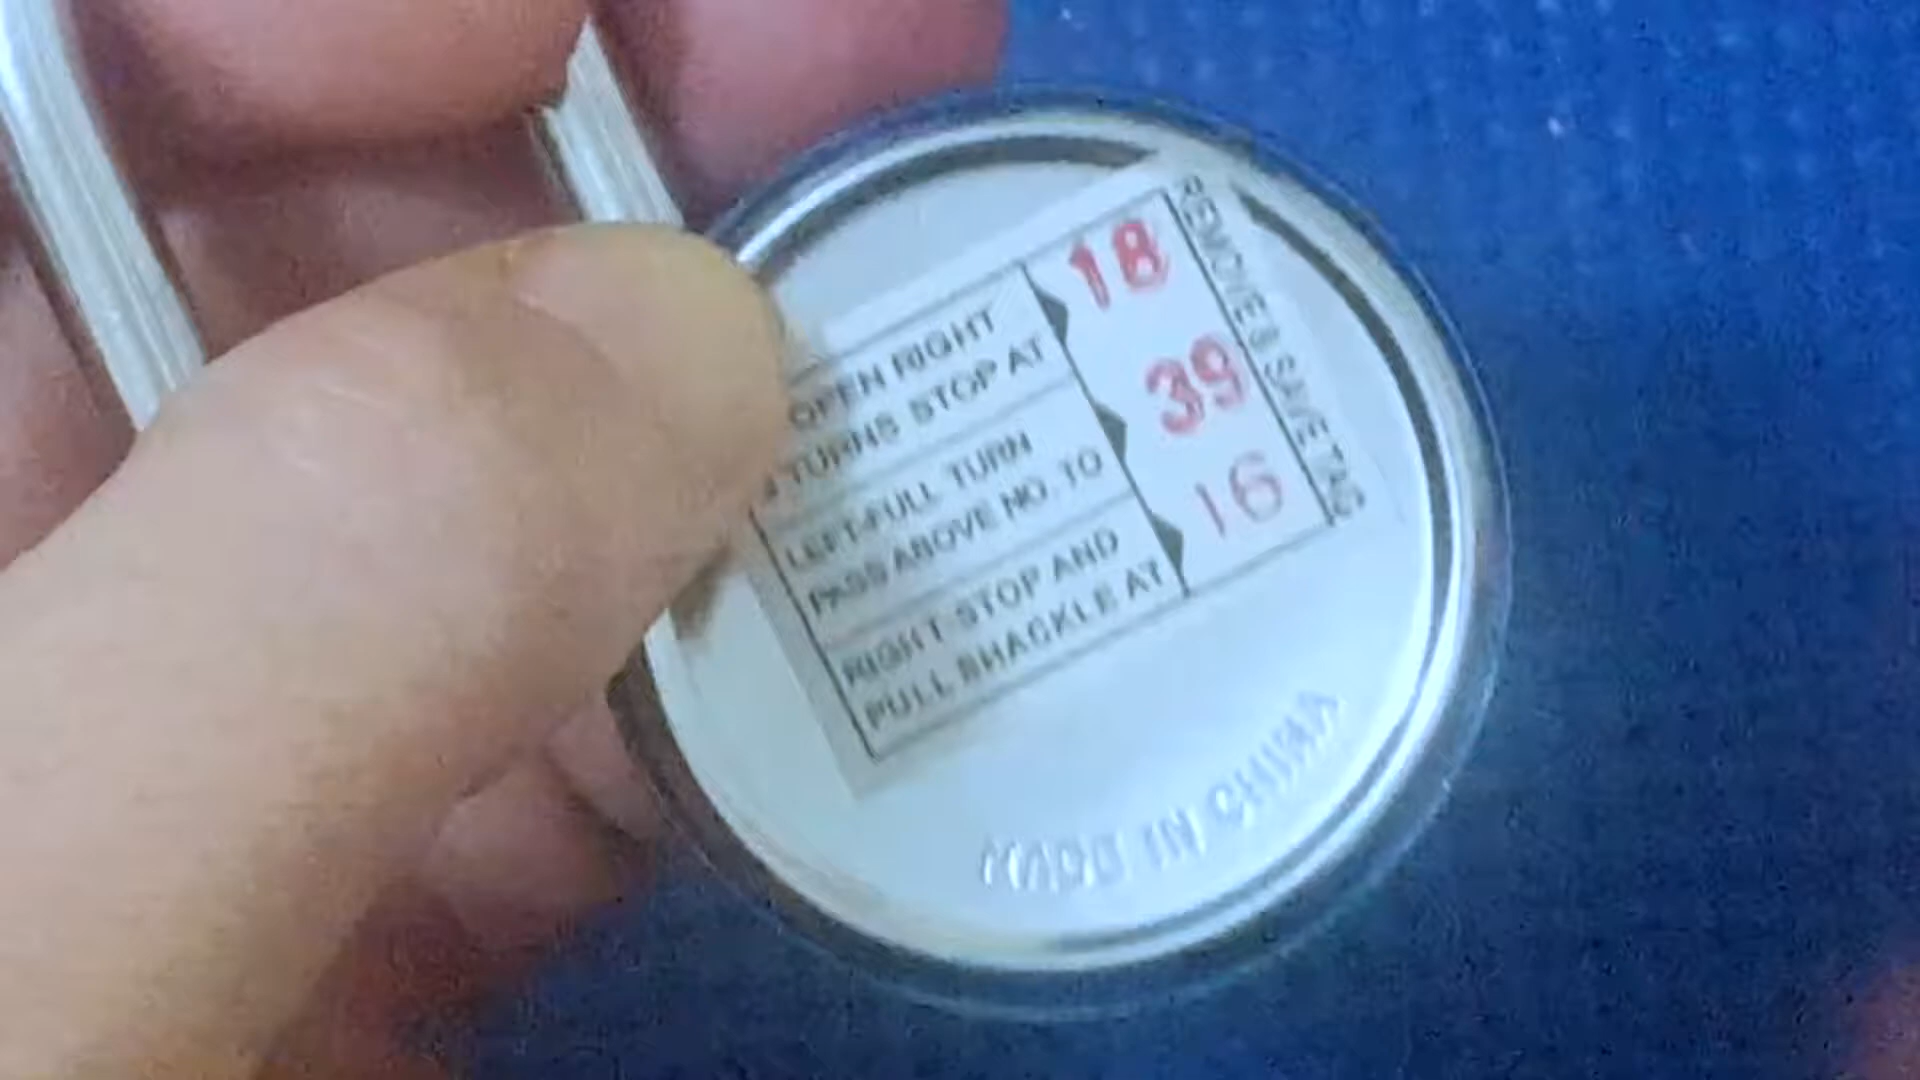 OPEN RIGHT
TURNS STOP AT
18
LEFT-FULL TURN
PASS ABOVE NO. TO
39
RIGHT-STOP AND
PULL SHACKLE AT
16
REMOVE & SAVE TAG
MADE IN CHINA